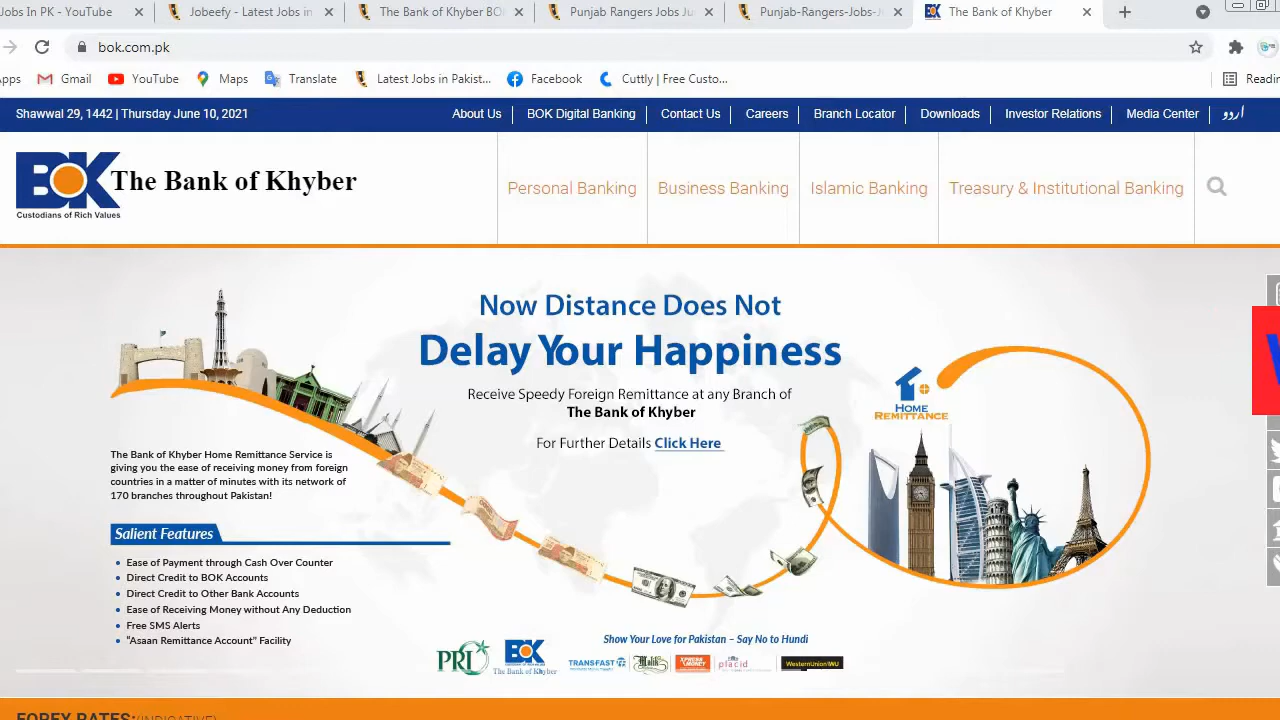 Jobs In PK - YouTube
Jobeefy - Latest Jobs in
The Bank of Khyber BO
Punjab Rangers Jobs Ju
Punjab-Rangers-Jobs-J
The Bank of Khyber
bok.com.pk
Apps
Gmail
YouTube
Maps
Translate
Latest Jobs in Pakist...
Facebook
Cuttly | Free Custo...
Readin
Shawwal 29, 1442 | Thursday June 10, 2021
About Us
BOK Digital Banking
Contact Us
Careers
Branch Locator
Downloads
Investor Relations
Media Center
اردو
BOK
The Bank of Khyber
Custodians of Rich Values
Personal Banking
Business Banking
Islamic Banking
Treasury & Institutional Banking
Now Distance Does Not
Delay Your Happiness
Receive Speedy Foreign Remittance at any Branch of
The Bank of Khyber
For Further Details Click Here
HOME
REMITTANCE
The Bank of Khyber Home Remittance Service is
giving you the ease of receiving money from foreign
countries in a matter of minutes with its network of
170 branches throughout Pakistan!
Salient Features
• Ease of Payment through Cash Over Counter
• Direct Credit to BOK Accounts
• Direct Credit to Other Bank Accounts
• Ease of Receiving Money without Any Deduction
• Free SMS Alerts
• "Asaan Remittance Account" Facility
Show Your Love for Pakistan – Say No to Hundi
PRI
BOK
The Bank of Khyber
TRANSFAST
Malik
XPRESS MONEY
placid
WesternUnion WU
FOREX RATES:(INDICATIVE)